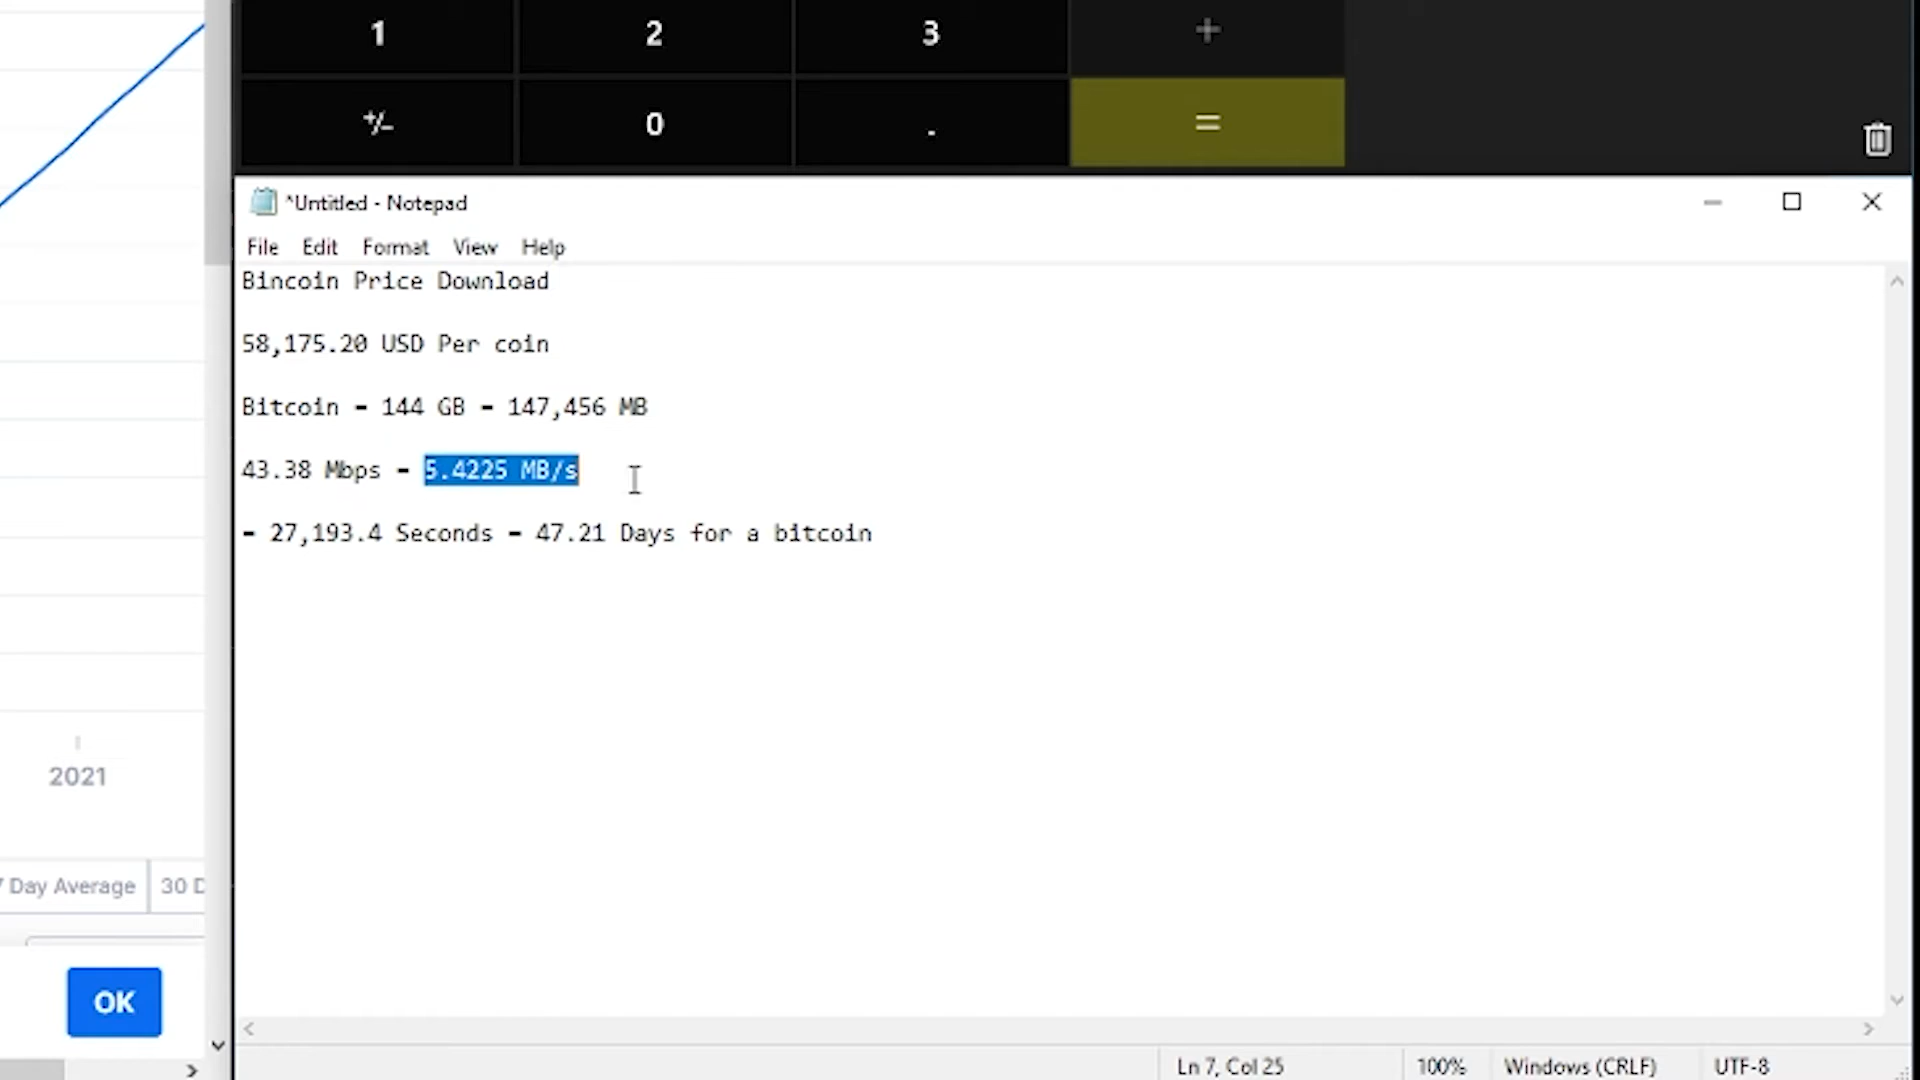 1 2 3 +
+/- 0 . =
*Untitled - Notepad
File Edit Format View Help
Bincoin Price Download
58,175.20 USD Per coin
Bitcoin - 144 GB - 147,456 MB
43.38 Mbps - 5.4225 MB/s
- 27,193.4 Seconds - 47.21 Days for a bitcoin
2021
7 Day Average 30 D
OK
Ln 7, Col 25 100% Windows (CRLF) UTF-8